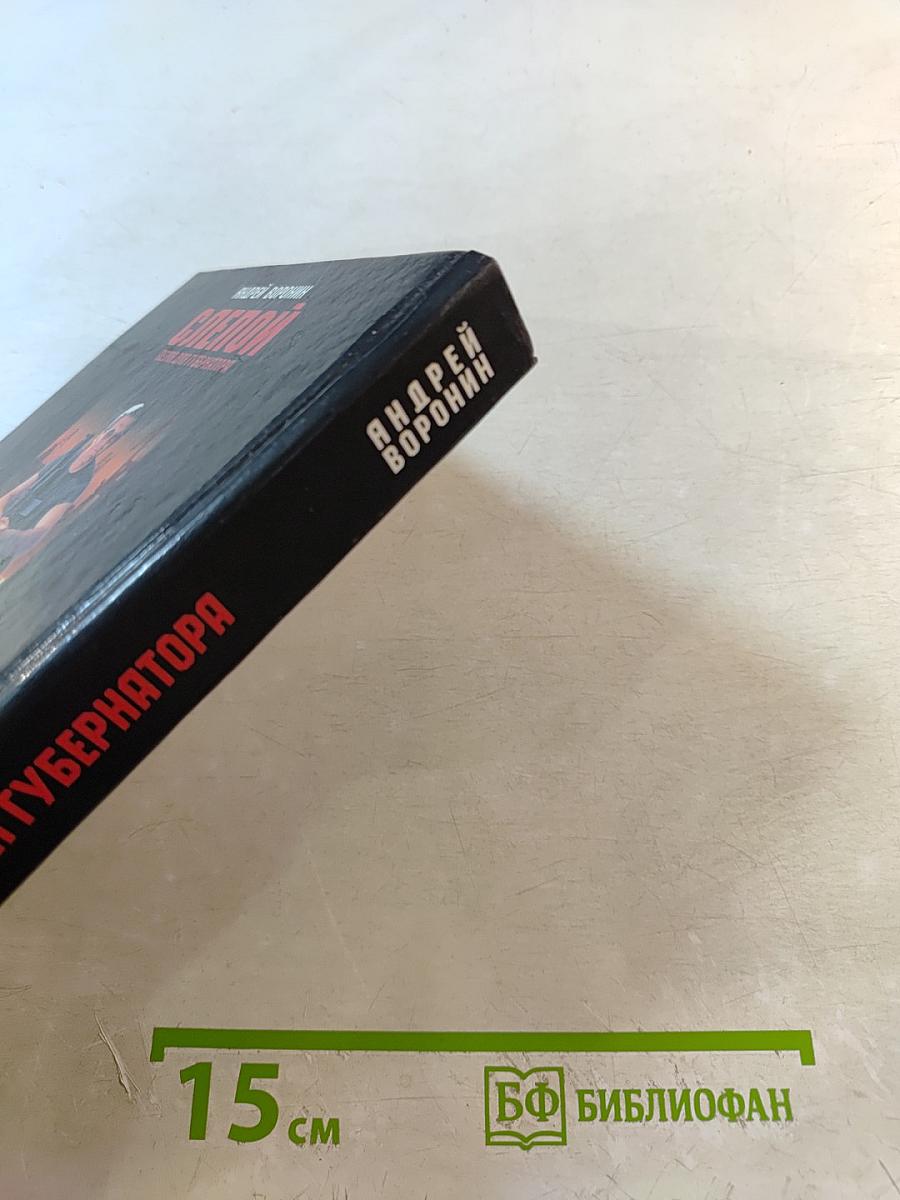 АНДРЕЙ ВОРОНИН
СЛЕПОЙ
АНДРЕЙ
ВОРОНИН
ГУБЕРНАТОРА
15 см
БФ БИБЛИОФАН